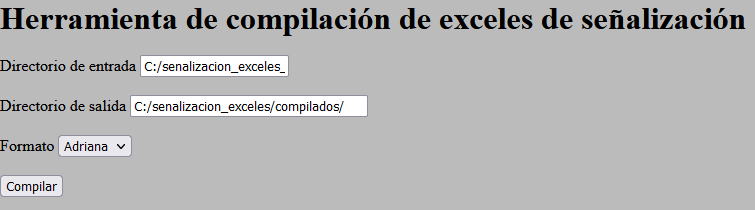 Herramienta de compilación de exceles de señalización
Directorio de entrada C:/senalizacion_exceles_
Directorio de salida C:/senalizacion_exceles/compilados/
Formato Adriana
Compilar